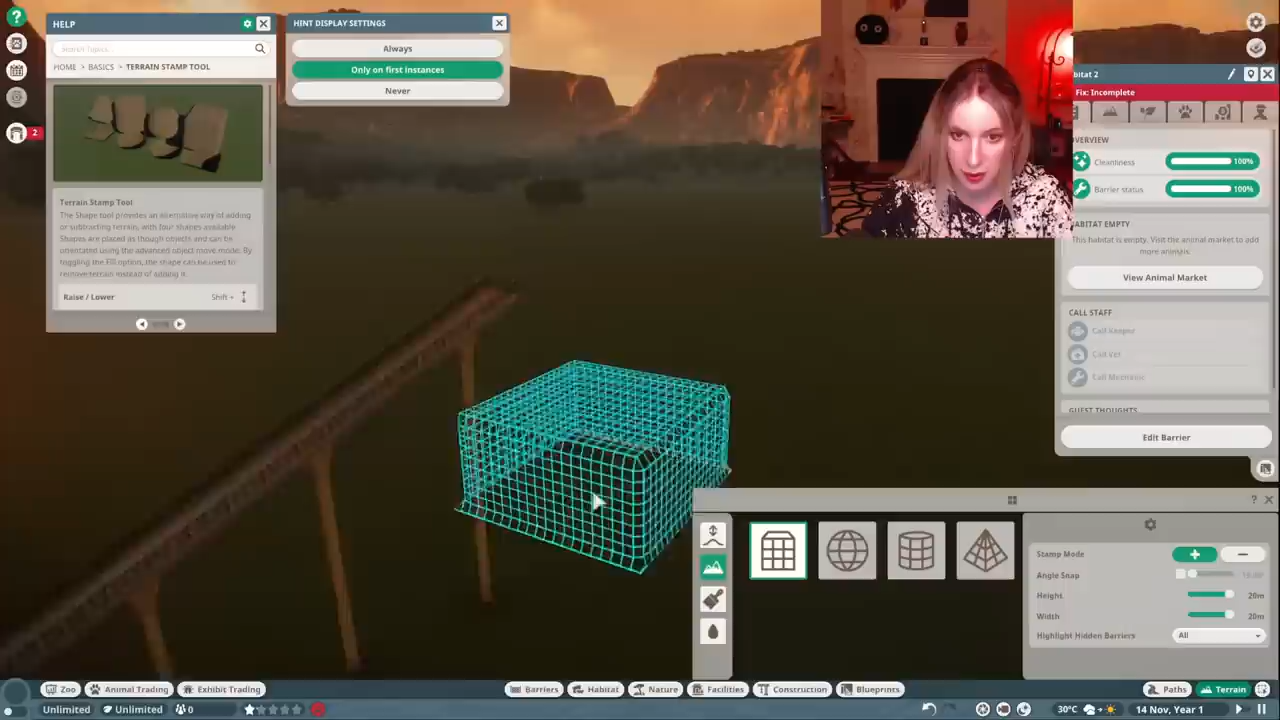 HELP
Search Topics...
HOME > BASICS > TERRAIN STAMP TOOL
Terrain Stamp Tool
The Shape tool provides an alternative way of adding
or subtracting terrain, with four shapes available
Shapes are placed as though objects and can be
orientated using the advanced object move mode. By
toggling the Fill option, the shape can be used to
remove terrain instead of adding it.
Raise / Lower Shift +
HINT DISPLAY SETTINGS
Always
Only on first instances
Never
2
bitat 2
Fix: Incomplete
OVERVIEW
Cleanliness 100%
Barrier status 100%
HABITAT EMPTY
This habitat is empty. Visit the animal market to add
more animals.
View Animal Market
CALL STAFF
Call Keeper
Call Vet
Call Mechanic
GUEST THOUGHTS
Edit Barrier
?
Stamp Mode + −
Angle Snap
Height 20m
Width 20m
Highlight Hidden Barriers All
Zoo Animal Trading Exhibit Trading Barriers Habitat Nature Facilities Construction Blueprints Paths Terrain
Unlimited Unlimited 0 30°C 14 Nov, Year 1